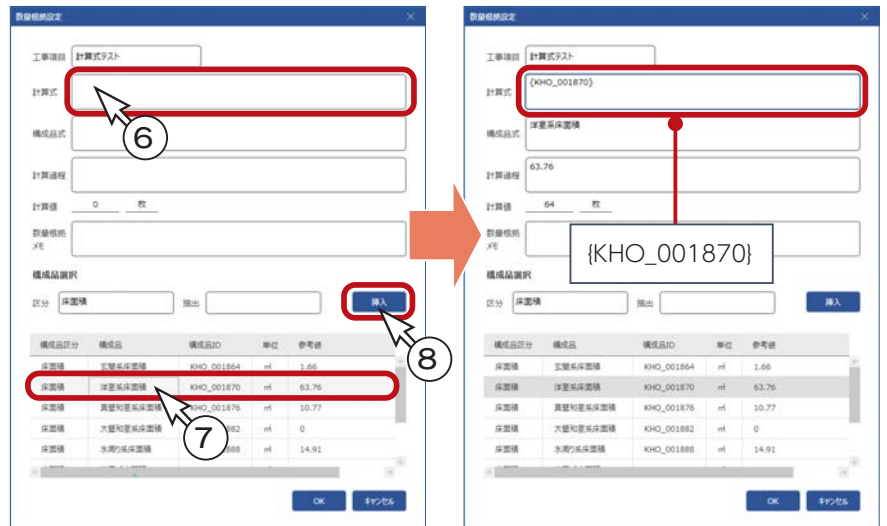 数量根拠設定
工事項目 計算式テスト
計算式
⑥
構成品式
計算過程
計算値 0 枚
数量根拠
メモ
構成品選択
区分 床面積 抽出 挿入
⑧
構成品区分 構成品 構成品ID 単位 参考値
床面積 玄関系床面積 KHO_001864 ㎡ 1.66
床面積 洋室系床面積 KHO_001870 ㎡ 63.76
床面積 真壁和室系床面積 KHO_001876 ㎡ 10.77
⑦
床面積 大壁和室系床面積 882 ㎡ 0
床面積 水廻り系床面積 888 ㎡ 14.91
OK キャンセル
数量根拠設定
工事項目 計算式テスト
計算式 {KHO_001870}
構成品式 洋室系床面積
計算過程 63.76
計算値 64 枚
数量根拠
メモ
{KHO_001870}
構成品選択
区分 床面積 抽出 挿入
構成品区分 構成品 構成品ID 単位 参考値
床面積 玄関系床面積 KHO_001864 ㎡ 1.66
床面積 洋室系床面積 KHO_001870 ㎡ 63.76
床面積 真壁和室系床面積 KHO_001876 ㎡ 10.77
床面積 大壁和室系床面積 KHO_001882 ㎡ 0
床面積 水廻り系床面積 KHO_001888 ㎡ 14.91
OK キャンセル